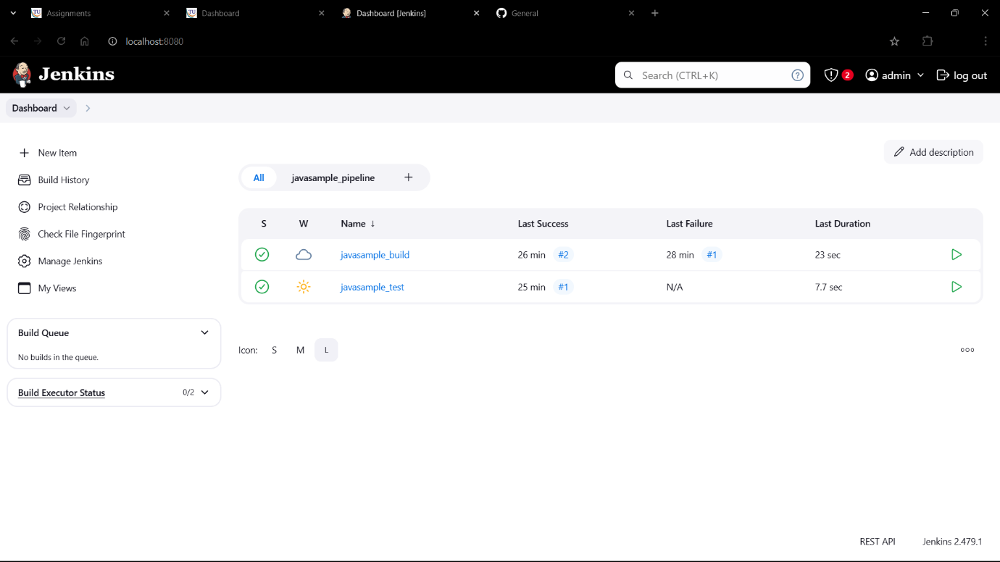 Assignments
Dashboard
Dashboard [Jenkins]
General
localhost:8080
Jenkins
Search (CTRL+K)
?
2
admin
log out
Dashboard
New Item
Build History
Project Relationship
Check File Fingerprint
Manage Jenkins
My Views
Build Queue
No builds in the queue.
Build Executor Status 0/2
Add description
All javasample_pipeline +
S W Name ↓ Last Success Last Failure Last Duration
javasample_build 26 min #2 28 min #1 23 sec
javasample_test 25 min #1 N/A 7.7 sec
Icon: S M L
REST API Jenkins 2.479.1